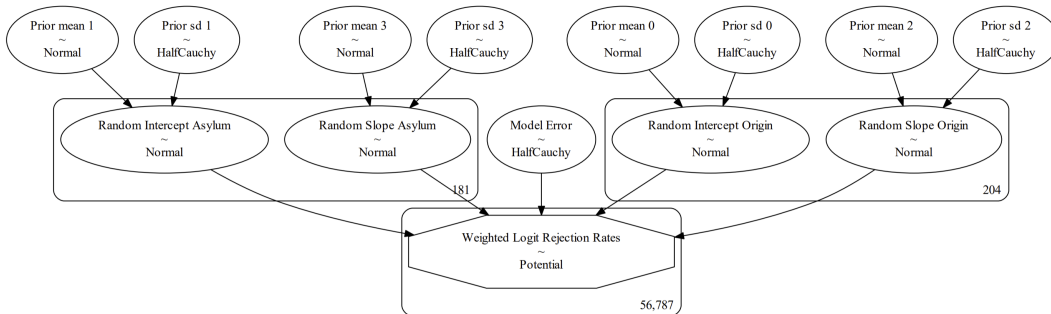 Prior mean 1
~
Normal
Prior sd 1
~
HalfCauchy
Prior mean 3
~
Normal
Prior sd 3
~
HalfCauchy
Prior mean 0
~
Normal
Prior sd 0
~
HalfCauchy
Prior mean 2
~
Normal
Prior sd 2
~
HalfCauchy
Random Intercept Asylum
~
Normal
Random Slope Asylum
~
Normal
181
Model Error
~
HalfCauchy
Random Intercept Origin
~
Normal
Random Slope Origin
~
Normal
204
Weighted Logit Rejection Rates
~
Potential
56,787